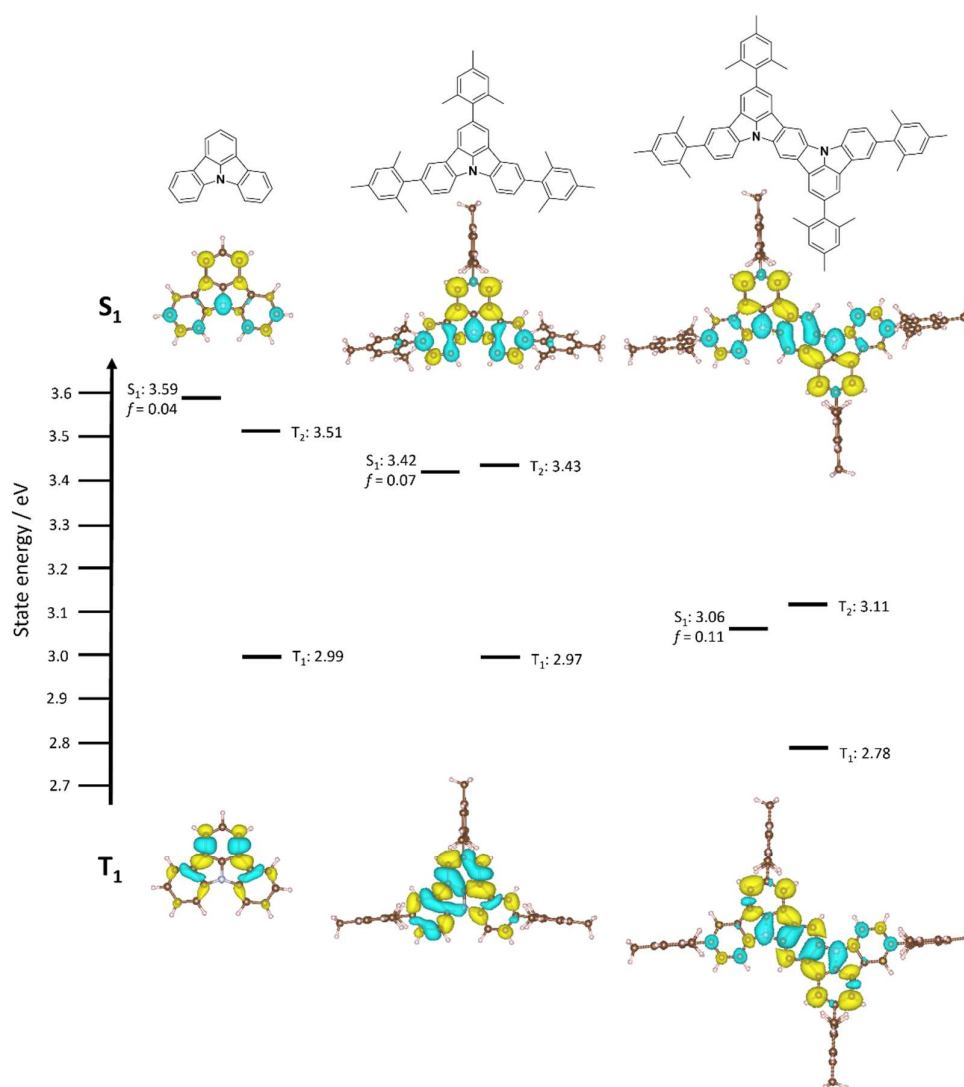 N
N
N
N
S₁
State energy / eV
3.6
3.5
3.4
3.3
3.2
3.1
3.0
2.9
2.8
2.7
S₁: 3.59
f = 0.04
T₂: 3.51
T₁: 2.99
S₁: 3.42
f = 0.07
T₂: 3.43
T₁: 2.97
S₁: 3.06
f = 0.11
T₂: 3.11
T₁: 2.78
T₁